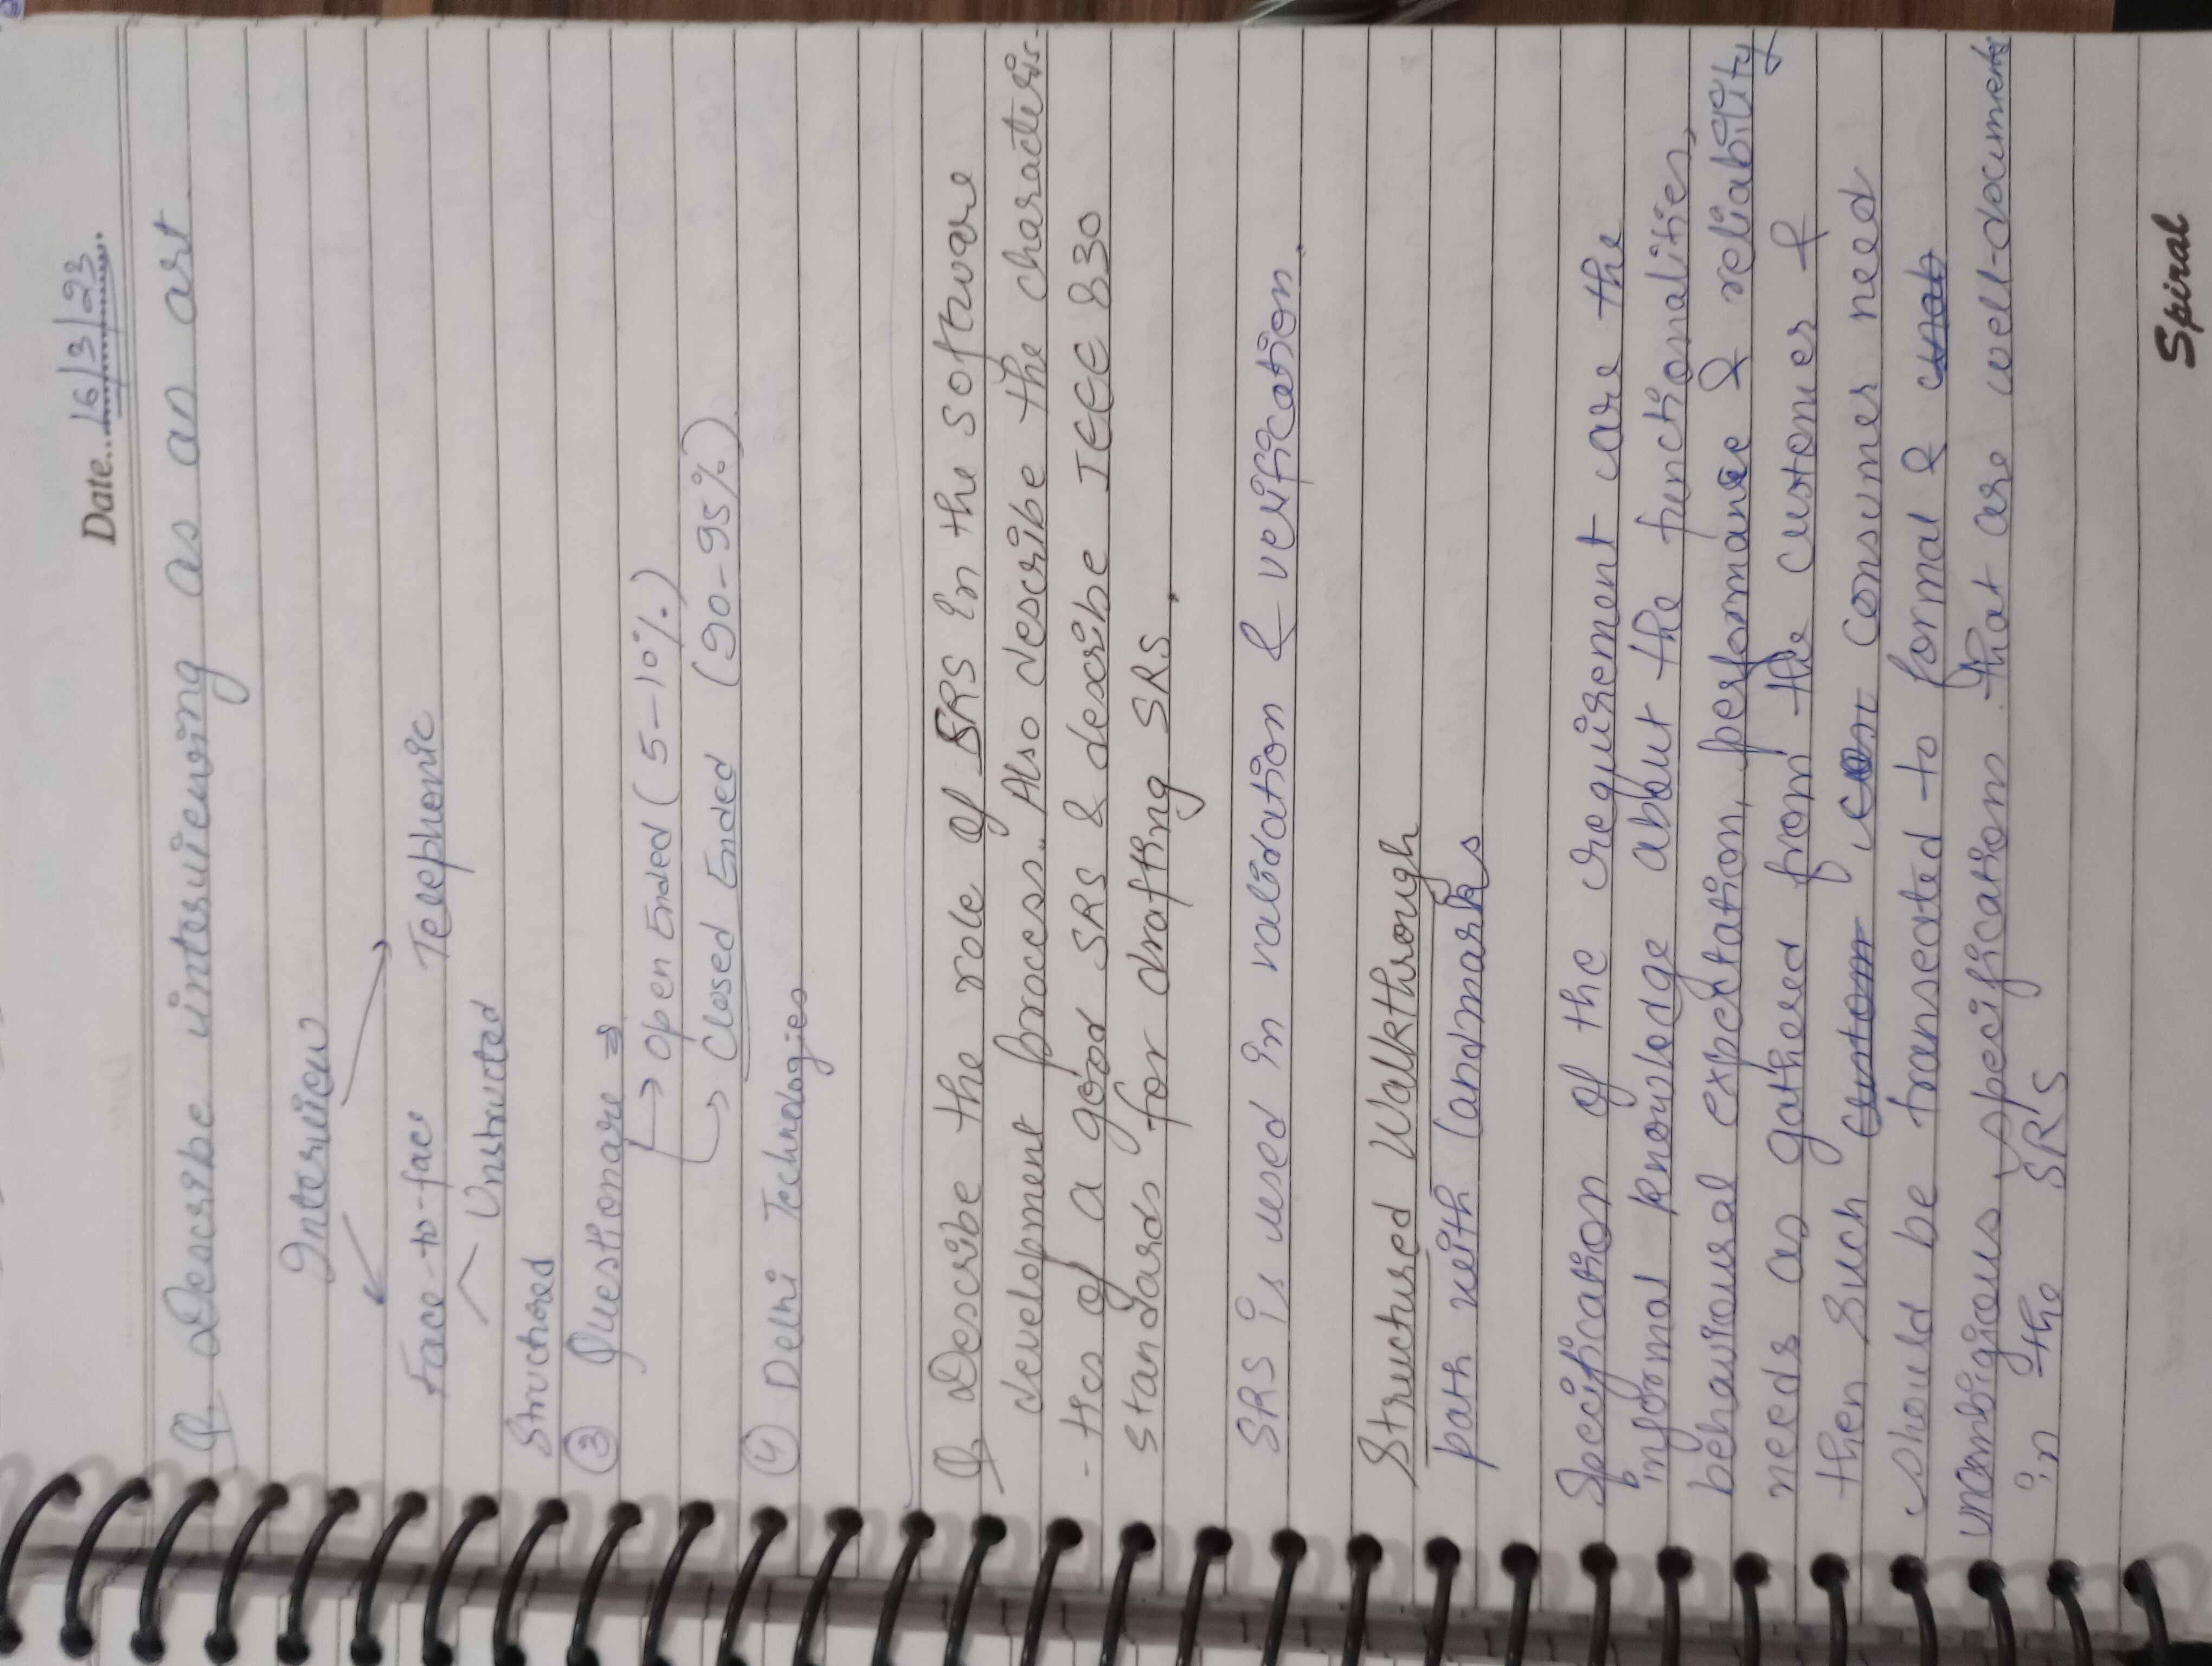 Date. 16/3/23
Q. Describe interviewing as an art.
Interview
Face-to-face Telephonic
Unstructed
Structured
③ Questionare ⇒
→ open Ended (5-10%)
→ Closed Ended (90-95%)
④ Delhi Technologies
Q. Describe the role of SRS in the software
development process. Also describe the characteris-
-tics of a good SRS & describe IEEE 830
standards for drafting SRS.
SRS is used in validation & verification.
Structured Walkthrough
path with landmarks
Specification of the requirement are the
informal knowledge about the functionalities,
behavioural expectation, performance & reliability
needs as gathered from the customer &
then such consumer need
should be transected to formal &
unambigious specifications that are well-documents
in the SRS
Spiral